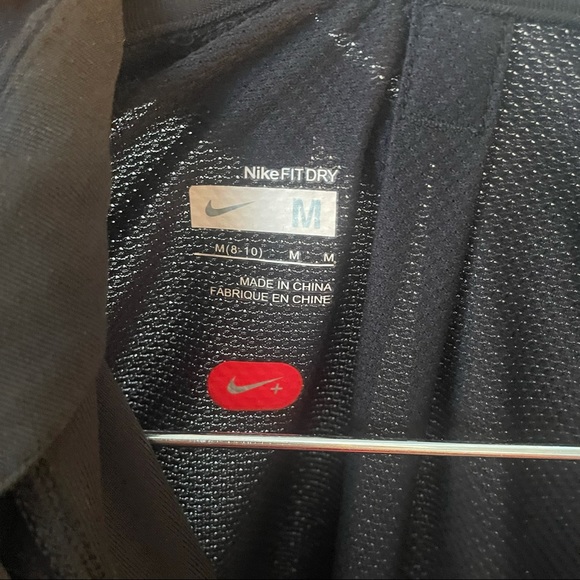 NikeFITDRY
M
M(8-10) M M
MADE IN CHINA
FABRIQUE EN CHINE
+